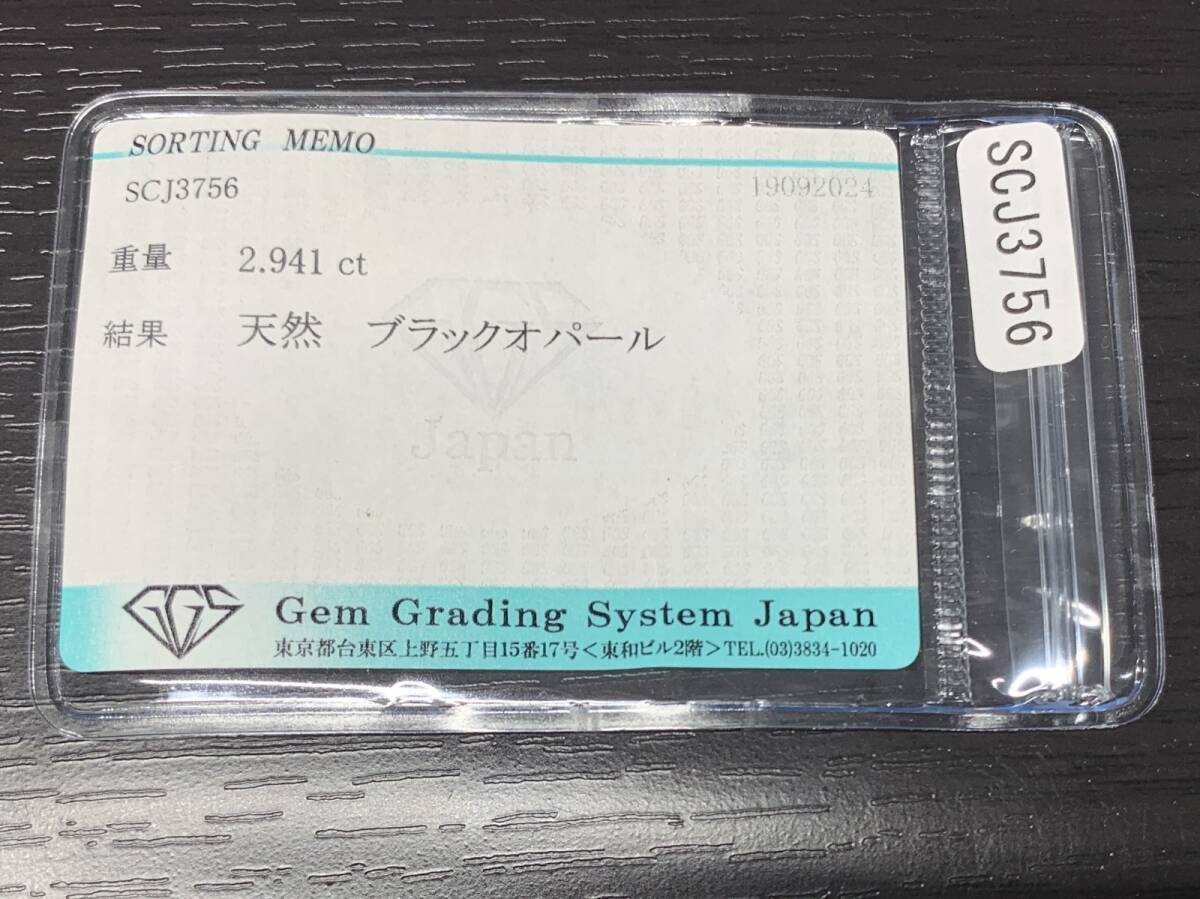 SORTING MEMO
SCJ3756
19092024
重量 2.941 ct
結果 天然 ブラックオパール
GGS
Japan
GGS
Gem Grading System Japan
東京都台東区上野五丁目15番17号<東和ビル2階>TEL.(03)3834-1020
SCJ3756